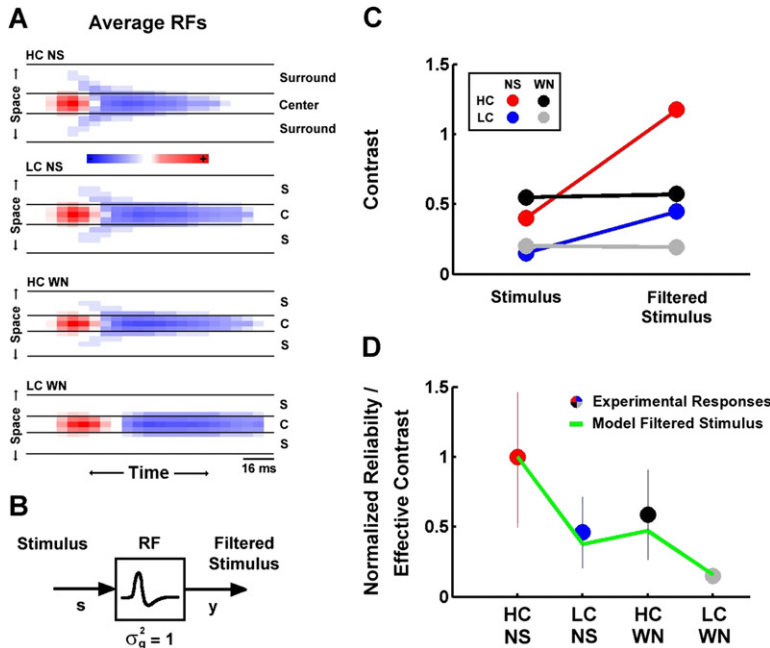 A
Average RFs
HC NS
← Space →
Surround
Center
Surround
- +
LC NS
← Space →
S
C
S
HC WN
← Space →
S
C
S
LC WN
← Space →
S
C
S
← Time →
16 ms
B
Stimulus RF Filtered Stimulus
s y
σ²g = 1
C
Contrast
1.5
1
0.5
0
NS WN
HC
LC
Stimulus Filtered Stimulus
D
Normalized Reliabilty / Effective Contrast
1.5
1
0.5
0
Experimental Responses
Model Filtered Stimulus
HC NS LC NS HC WN LC WN